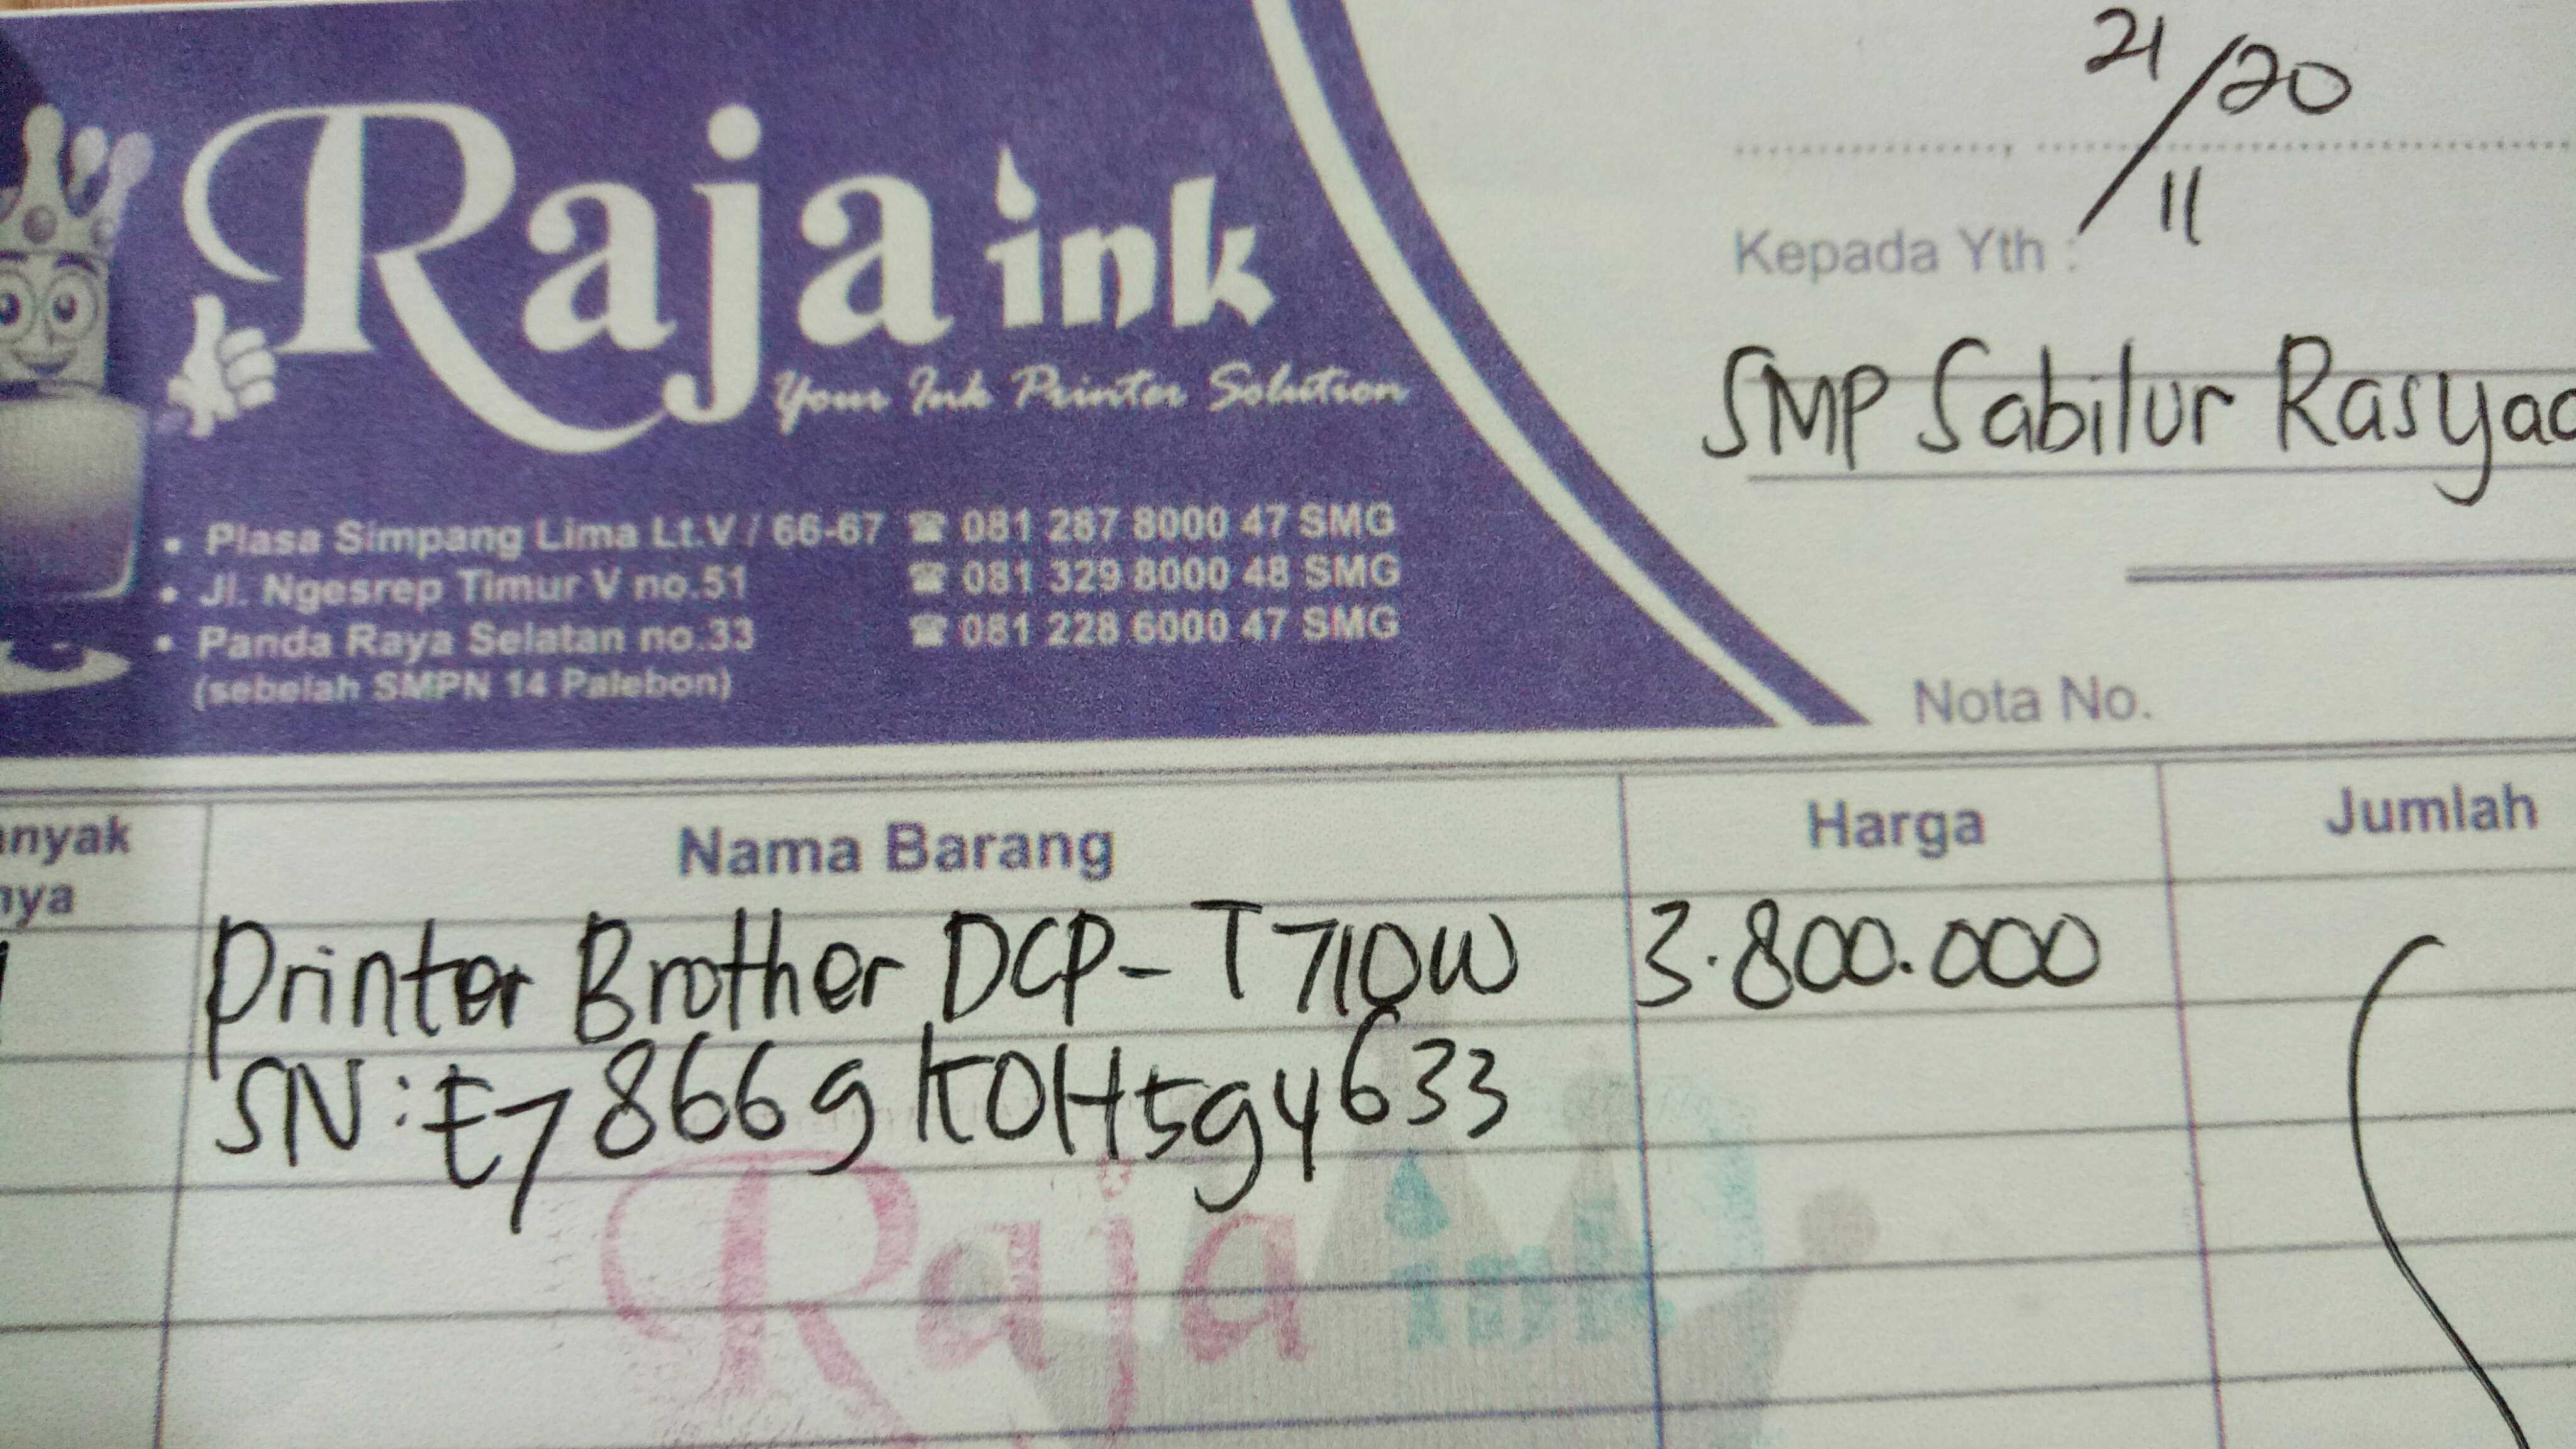 21/11 20
Raja ink
Your Ink Printer Solution
Kepada Yth :
SMP Sabilur Rasyad
• Plasa Simpang Lima Lt.V / 66-67 ☎ 081 287 8000 47 SMG
• Jl. Ngesrep Timur V no.51 ☎ 081 329 8000 48 SMG
• Panda Raya Selatan no.33 ☎ 081 228 6000 47 SMG
(sebelah SMPN 14 Palebon)
Nota No.
anyak nya Nama Barang Harga Jumlah
1 Printer Brother DCP-T710W 3.800.000
SN: E78669K0H5g4633
Raja ink